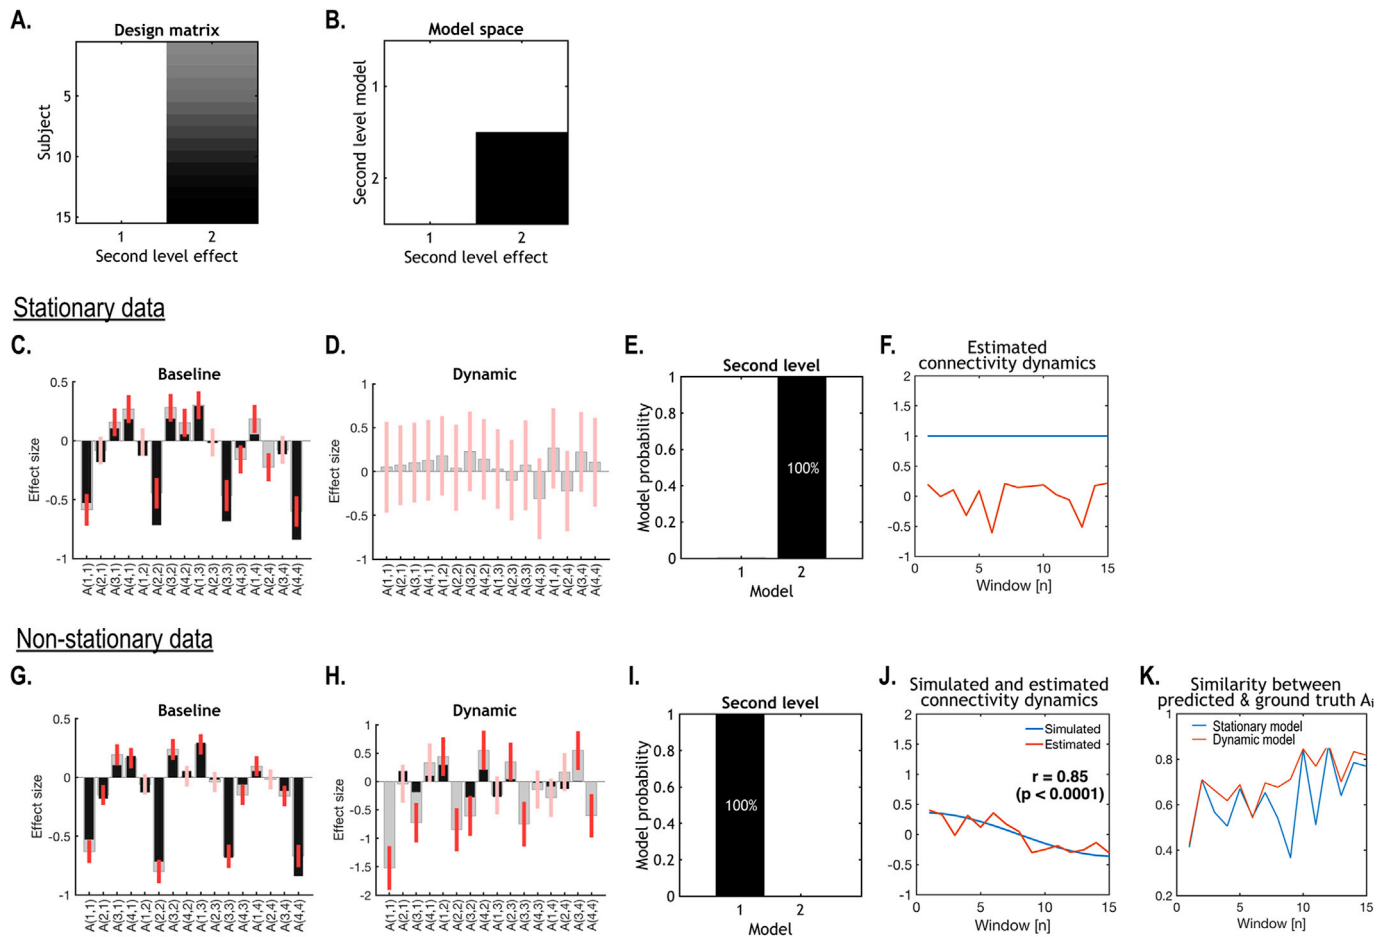 A.
Design matrix
Subject
5
10
15
1
2
Second level effect
B.
Model space
Second level model
1
2
1
2
Second level effect
Stationary data
C.
Baseline
Effect size
0.5
0
-0.5
-1
A(1,1)
A(2,1)
A(3,1)
A(4,1)
A(1,2)
A(2,2)
A(3,2)
A(4,2)
A(1,3)
A(2,3)
A(3,3)
A(4,3)
A(1,4)
A(2,4)
A(3,4)
A(4,4)
D.
Dynamic
Effect size
1
0.5
0
-0.5
-1
A(1,1)
A(2,1)
A(3,1)
A(4,1)
A(1,2)
A(2,2)
A(3,2)
A(4,2)
A(1,3)
A(2,3)
A(3,3)
A(4,3)
A(1,4)
A(2,4)
A(3,4)
A(4,4)
E.
Second level
Model probability
1
0.8
0.6
0.4
0.2
0
100%
1
2
Model
F.
Estimated
connectivity dynamics
2
1.5
1
0.5
0
-0.5
-1
0
5
10
15
Window [n]
Non-stationary data
G.
Baseline
Effect size
0.5
0
-0.5
-1
A(1,1)
A(2,1)
A(3,1)
A(4,1)
A(1,2)
A(2,2)
A(3,2)
A(4,2)
A(1,3)
A(2,3)
A(3,3)
A(4,3)
A(1,4)
A(2,4)
A(3,4)
A(4,4)
H.
Dynamic
Effect size
1
0.5
0
-0.5
-1
-1.5
-2
A(1,1)
A(2,1)
A(3,1)
A(4,1)
A(1,2)
A(2,2)
A(3,2)
A(4,2)
A(1,3)
A(2,3)
A(3,3)
A(4,3)
A(1,4)
A(2,4)
A(3,4)
A(4,4)
I.
Second level
Model probability
1
0.8
0.6
0.4
0.2
0
100%
1
2
Model
J.
Simulated and estimated
connectivity dynamics
2
1.5
1
0.5
0
-0.5
-1
Simulated
Estimated
r = 0.85
(p < 0.0001)
0
5
10
15
Window [n]
K.
Similarity between
predicted & ground truth Ai
1
0.8
0.6
0.4
0.2
Stationary model
Dynamic model
0
5
10
15
Window [n]